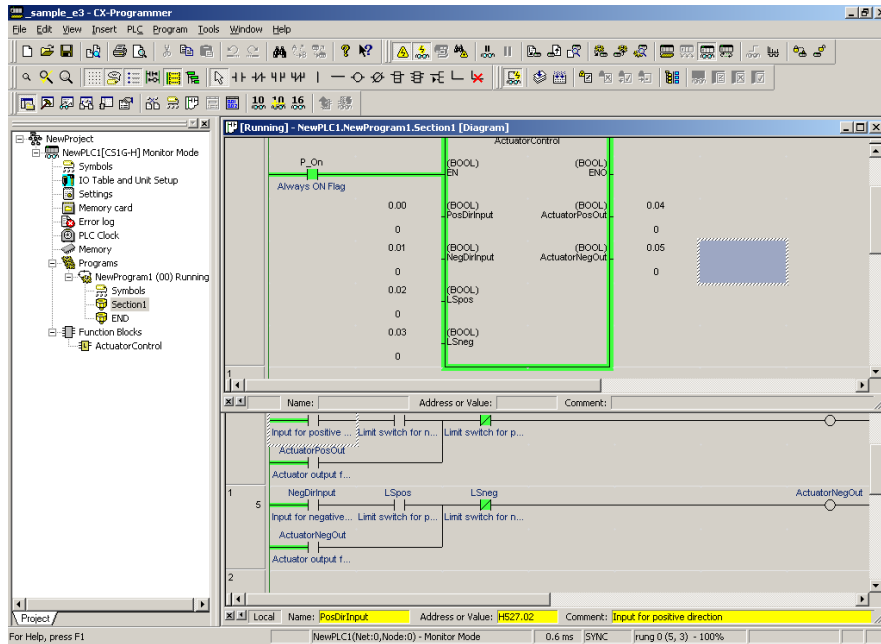 _sample_e3 - CX-Programmer
File Edit View Insert PLC Program Tools Window Help
10 10 16
NewProject
NewPLC1[CS1G-H] Monitor Mode
Symbols
IO Table and Unit Setup
Settings
Memory card
Error log
PLC Clock
Memory
Programs
NewProgram1 (00) Running
Symbols
Section1
END
Function Blocks
ActuatorControl
Project
[Running] - NewPLC1.NewProgram1.Section1 [Diagram]
ActuatorControl
P_On (BOOL) (BOOL)
EN ENO
Always ON Flag
0.00 (BOOL) (BOOL) 0.04
PosDirInput ActuatorPosOut
0 0
0.01 (BOOL) (BOOL) 0.05
NegDirInput ActuatorNegOut
0 0
0.02 (BOOL)
LSpos
0
0.03 (BOOL)
LSneg
0
1
Name: Address or Value: Comment:
Input for positive ... Limit switch for n... Limit switch for p...
ActuatorPosOut
Actuator output f...
1 NegDirInput LSpos LSneg ActuatorNegOut
5
Input for negative... Limit switch for p... Limit switch for n...
ActuatorNegOut
Actuator output f...
2
Local Name: PosDirInput Address or Value: H527.02 Comment: Input for positive direction
For Help, press F1 NewPLC1(Net:0,Node:0) - Monitor Mode 0.6 ms SYNC rung 0 (5, 3) - 100%